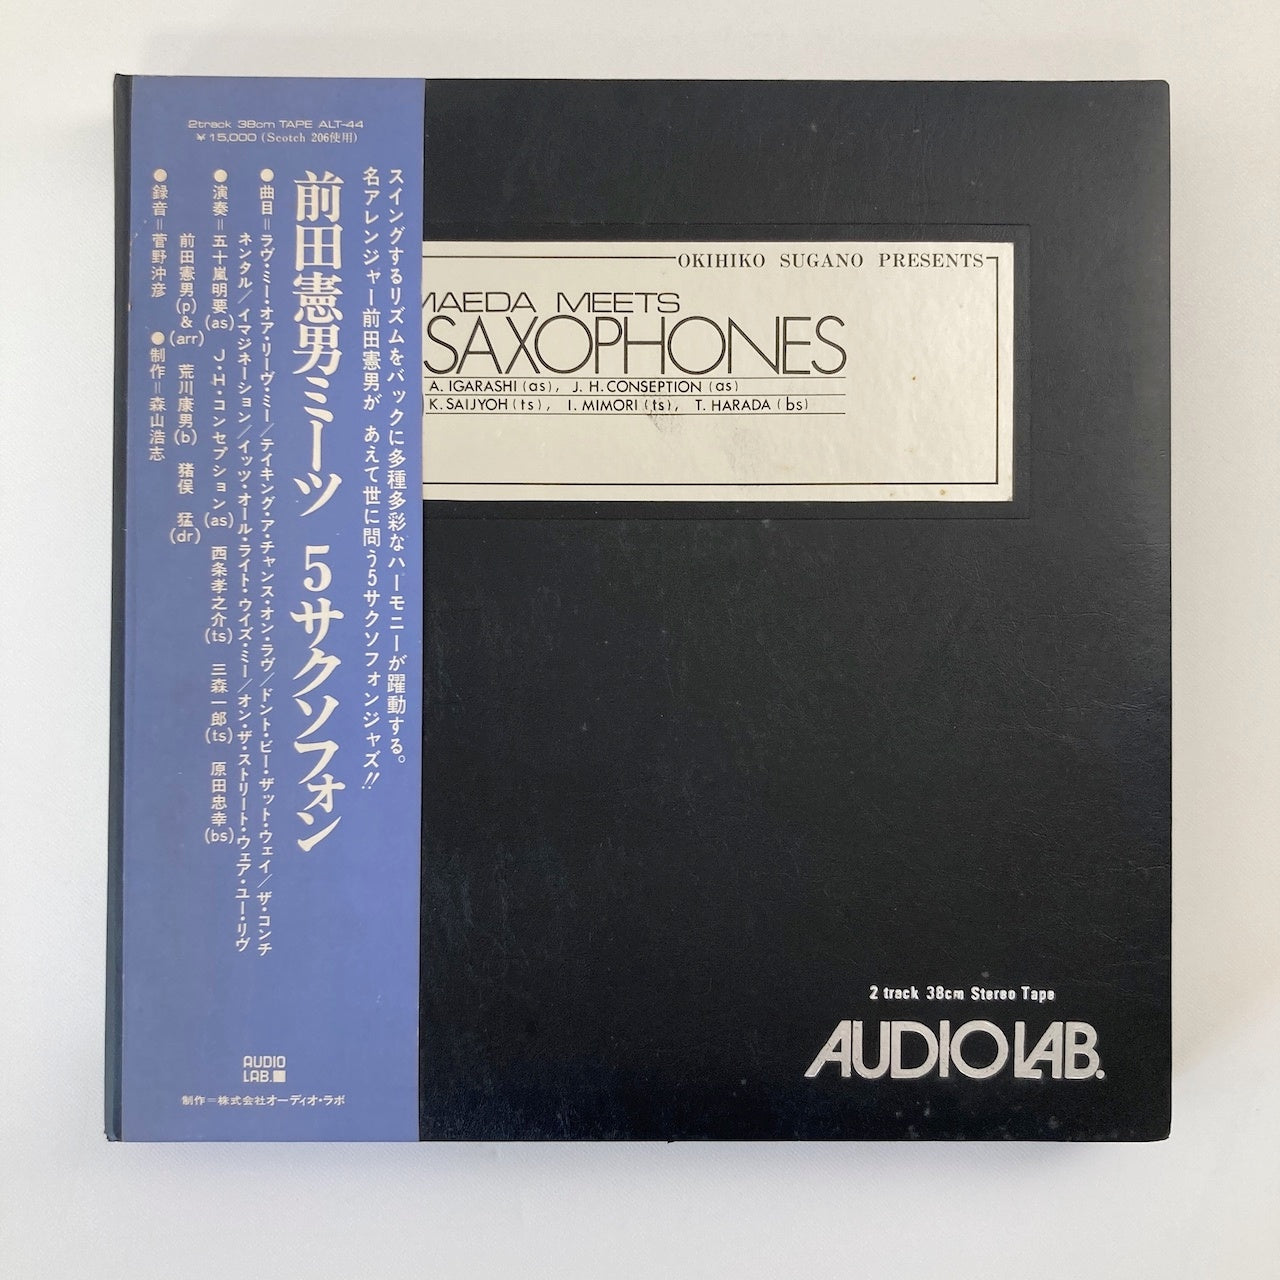 2track 38cm TAPE ALT-44
¥15,000 (Scotch 206使用)
スイングするリズムをバックに多種多彩なハーモニーが躍動する。
名アレンジャー前田憲男が あえて世に問う5サクソフォンジャズ!!
前田憲男ミーツ 5サクソフォン
●曲目=ラヴ・ミー・オア・リーヴ・ミー/テイキング・ア・チャンス・オン・ラヴ/ドント・ビー・ザット・ウェイ/ザ・コンチ
ネンタル/イマジネーション/イッツ・オール・ライト・ウイズ・ミー/オン・ザ・ストリート・ウェア・ユー・リヴ
●演奏=五十嵐明要(as) J・H・コンセプション(as) 西条孝之介(ts) 三森一郎(ts) 原田忠幸(bs)
前田憲男(p)&(arr) 荒川康男(b) 猪俣 猛(dr)
●録音=菅野沖彦 ●制作=森山浩志
AUDIO
LAB.
制作=株式会社オーディオ・ラボ
OKIHIKO SUGANO PRESENTS
MAEDA MEETS
SAXOPHONES
A. IGARASHI (as), J. H. CONSEPTION (as)
K. SAIJYOH (ts), I. MIMORI (ts), T. HARADA (bs)
2 track 38cm Stereo Tape
AUDIO LAB.